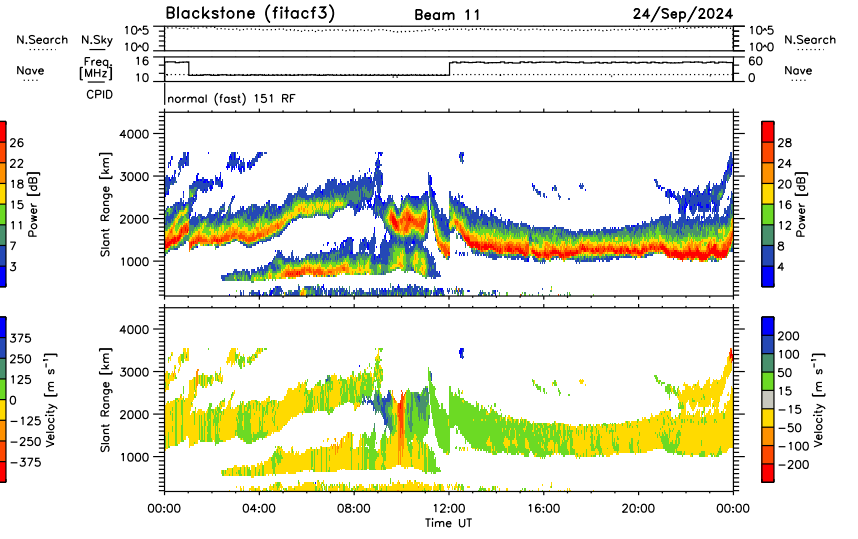 Blackstone (fitacf3) Beam 11 24/Sep/2024
N.Search N.Sky 10^5 10^5 N.Search
10^0 10^0
Nave Freq. [MHz] 16 60 Nave
10 0
CPID normal (fast) 151 RF
4000
26 28
22 24
18 3000 20
15 16
11 2000 12
7 8
3 1000 4
Power [dB] Slant Range [km] Power [dB]
4000
375 200
250 3000 100
125 50
0 15
-125 2000 -15
-250 -50
-375 1000 -100
-200
Velocity [m s⁻¹] Slant Range [km] Velocity [m s⁻¹]
00:00 04:00 08:00 12:00 16:00 20:00 00:00
Time UT